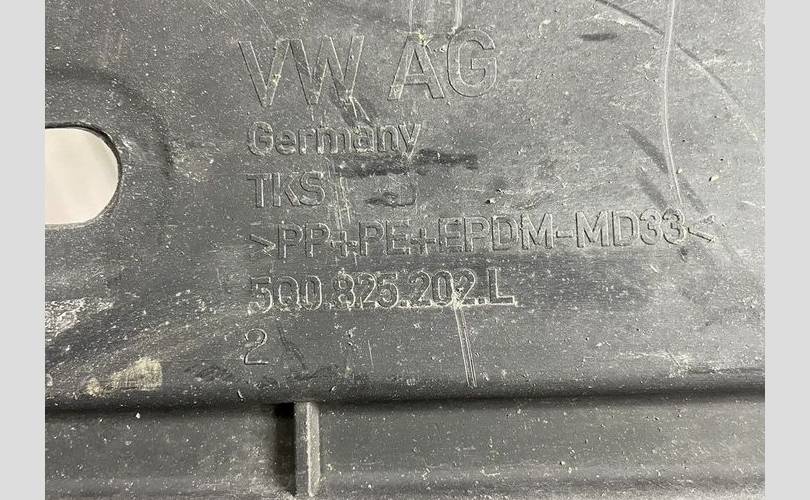 VW AG
Germany
TKS
>PP+PE+EPDM-MD33<
5Q0.825.202.L
2